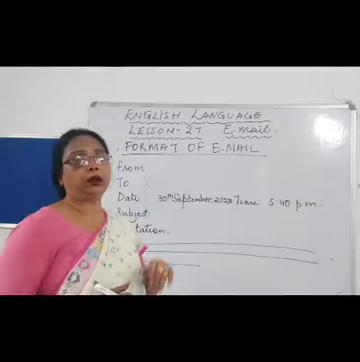 ENGLISH LANGUAGE
LESSON-27 E.mail.
FORMAT OF E.MAIL
From
To :
Date : 30th September, 2020 Time: 5:40 pm.
Subject:
tation.